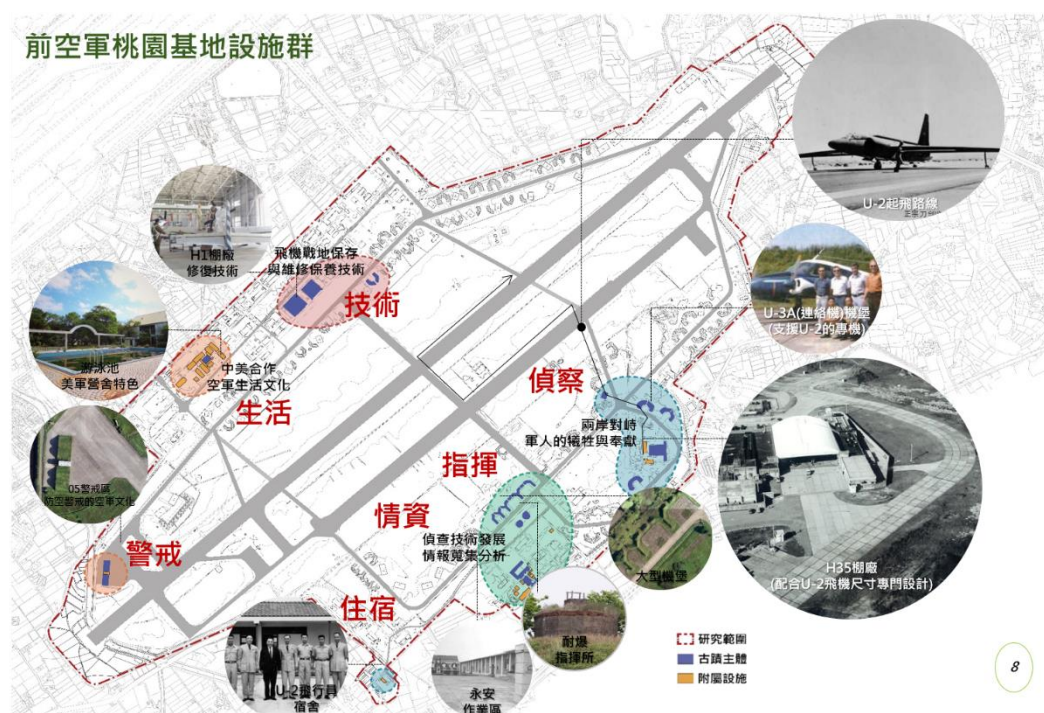 前空軍桃園基地設施群
U-2起飛路線
H1棚廠
修復技術
飛機戰地保存
與維修保養技術
技術
U-3A(連絡機)機堡
(支援U-2的專機)
游泳池
美軍營舍特色
中美合作
空軍生活文化
生活
偵察
兩岸對峙
軍人的犧牲與奉獻
指揮
情資
偵查技術發展
情報蒐集分析
05警戒區
防空警戒的空軍文化
警戒
大型機堡
H35棚廠
(配合U-2飛機尺寸專門設計)
住宿
U-2飛行員
宿舍
永安
作業區
耐爆
指揮所
研究範圍
古蹟主體
附屬設施
8